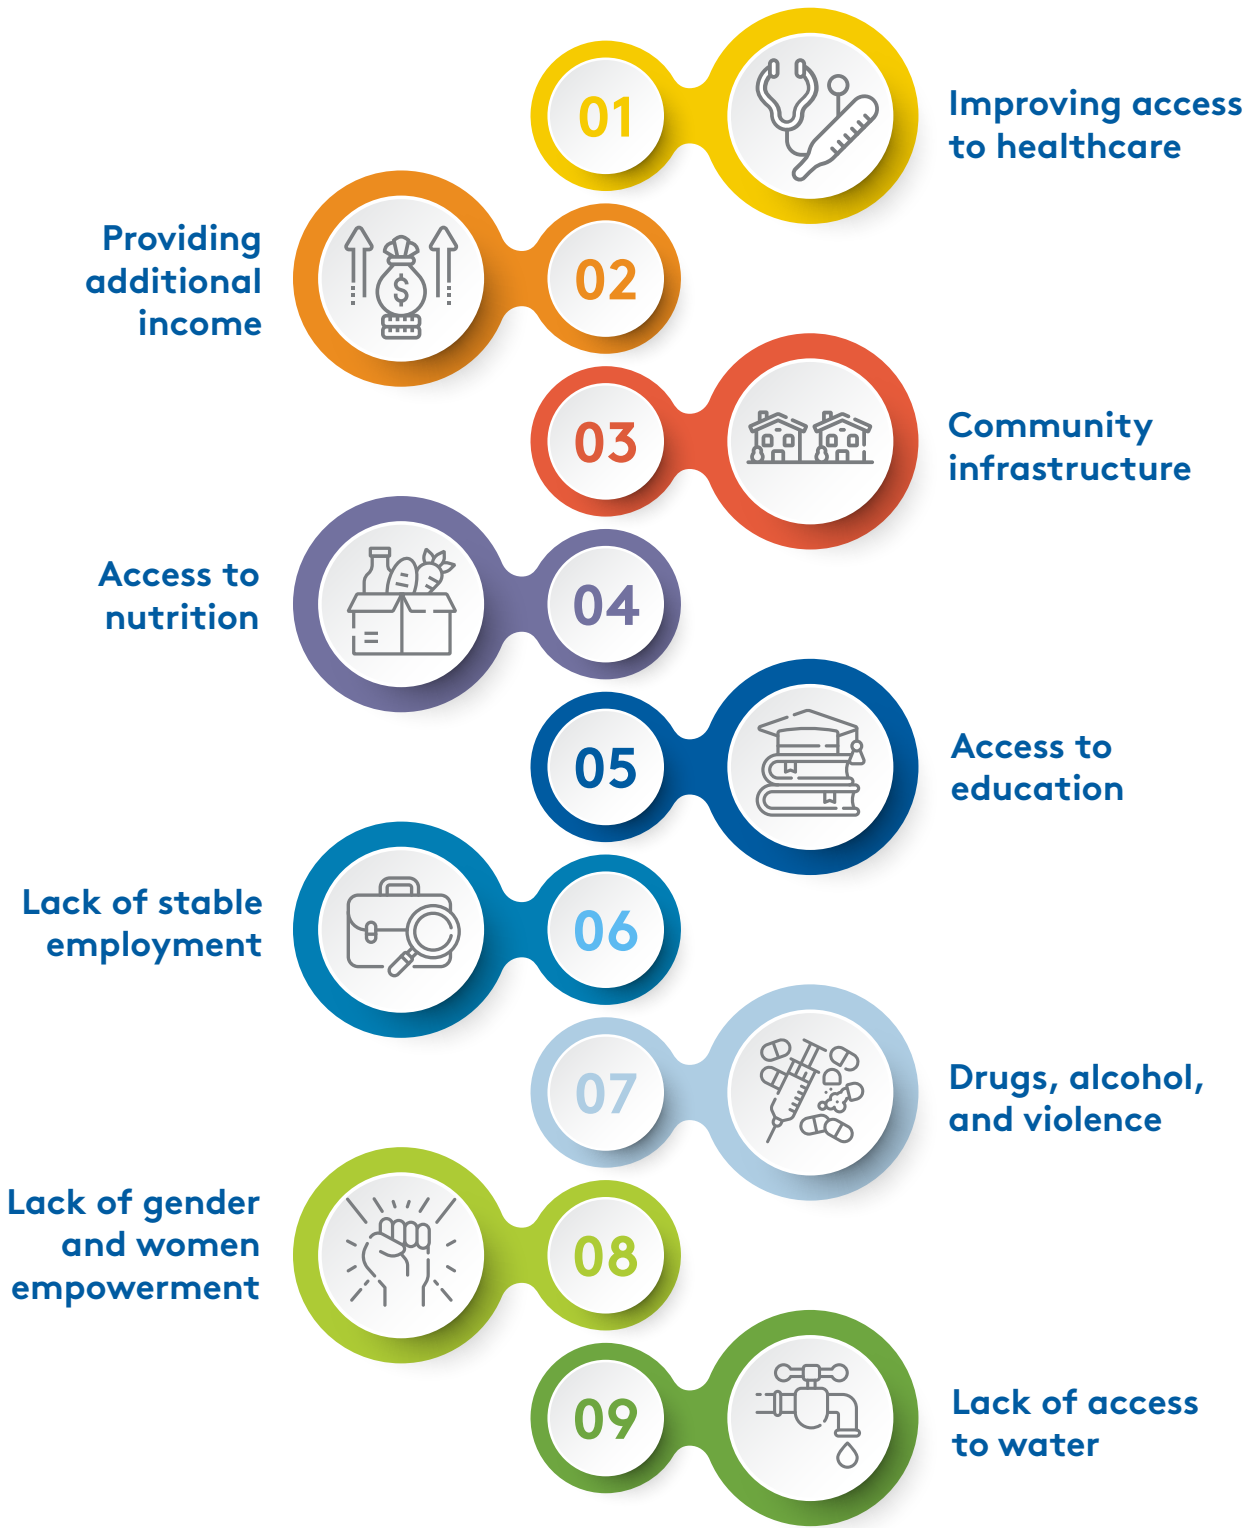 01
Improving access
to healthcare
Providing
additional
income
02
03
Community
infrastructure
Access to
nutrition
04
05
Access to
education
Lack of stable
employment
06
07
Drugs, alcohol,
and violence
Lack of gender
and women
empowerment
08
09
Lack of access
to water
$